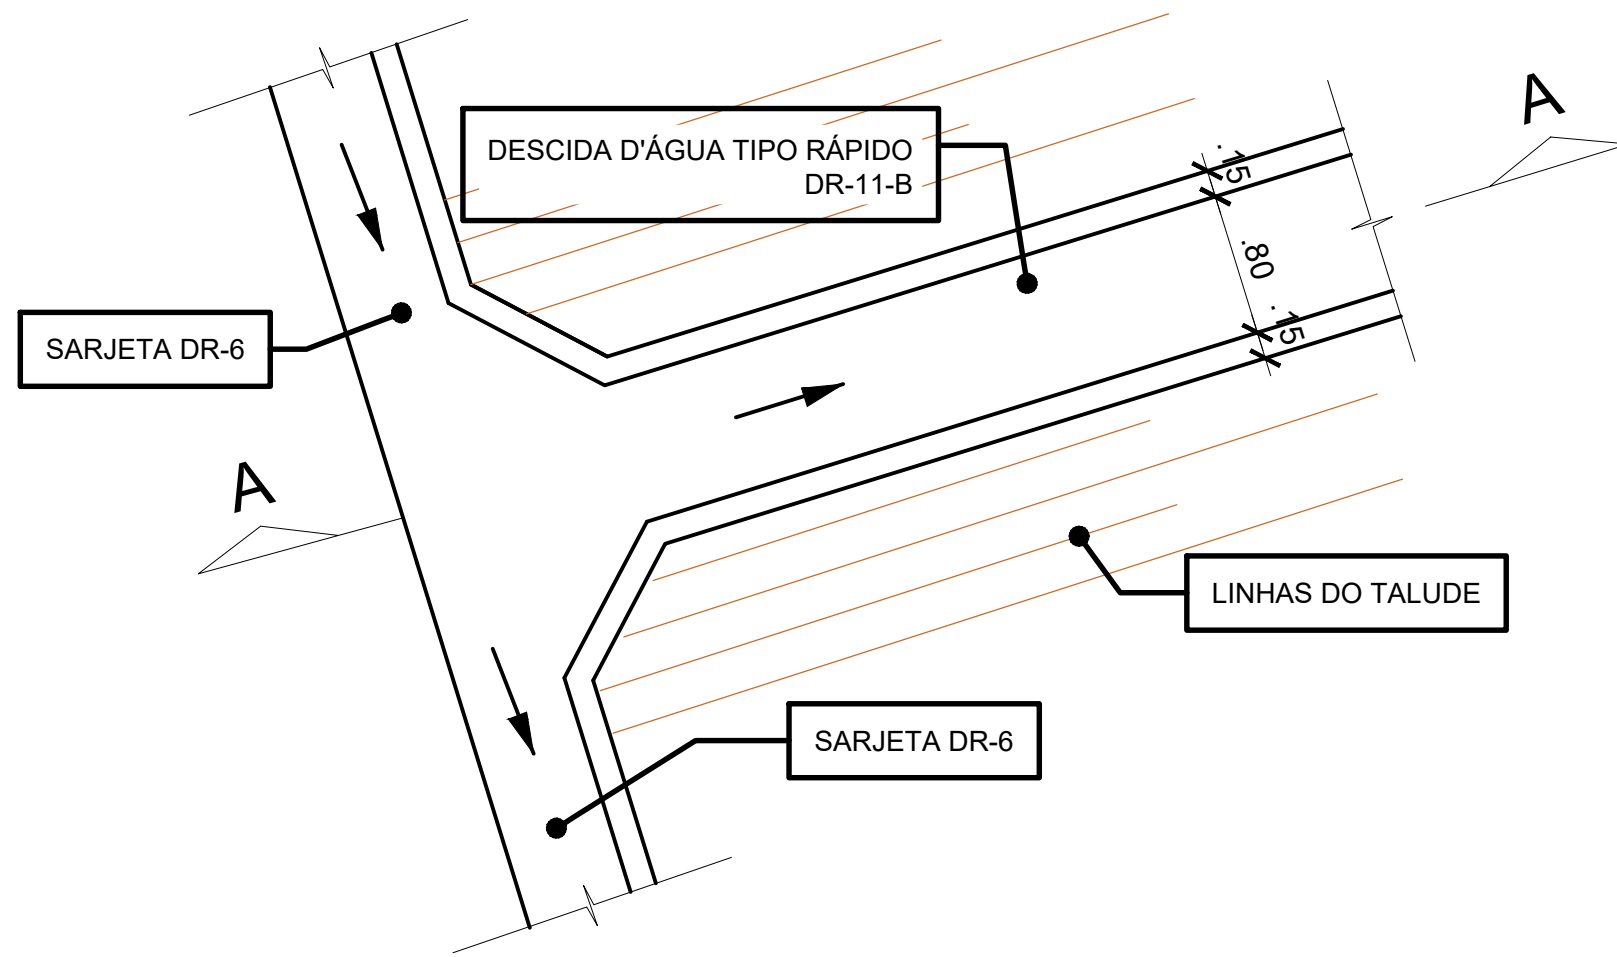 A
DESCIDA D'ÁGUA TIPO RÁPIDO
DR-11-B
.15
.80
.15
SARJETA DR-6
A
LINHAS DO TALUDE
SARJETA DR-6